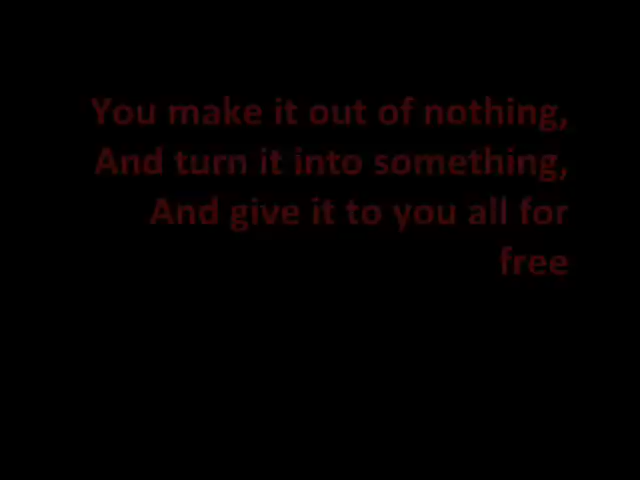 You make it out of nothing,
And turn it into something,
And give it to you all for
free